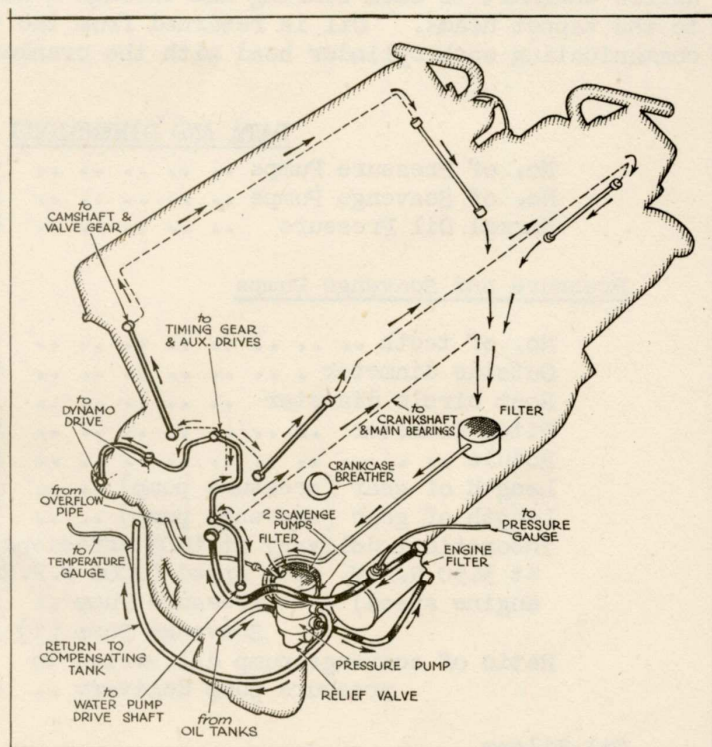 to
CAMSHAFT &
VALVE GEAR
to
TIMING GEAR
& AUX. DRIVES
to
DYNAMO
DRIVE
from
OVERFLOW
PIPE
to
TEMPERATURE
GAUGE
RETURN TO
COMPENSATING
TANK
to
WATER PUMP
DRIVE SHAFT
from
OIL TANKS
to
CRANKSHAFT
& MAIN BEARINGS
FILTER
CRANKCASE
BREATHER
2 SCAVENGE
PUMPS
FILTER
to
PRESSURE
GAUGE
ENGINE
FILTER
PRESSURE PUMP
RELIEF VALVE